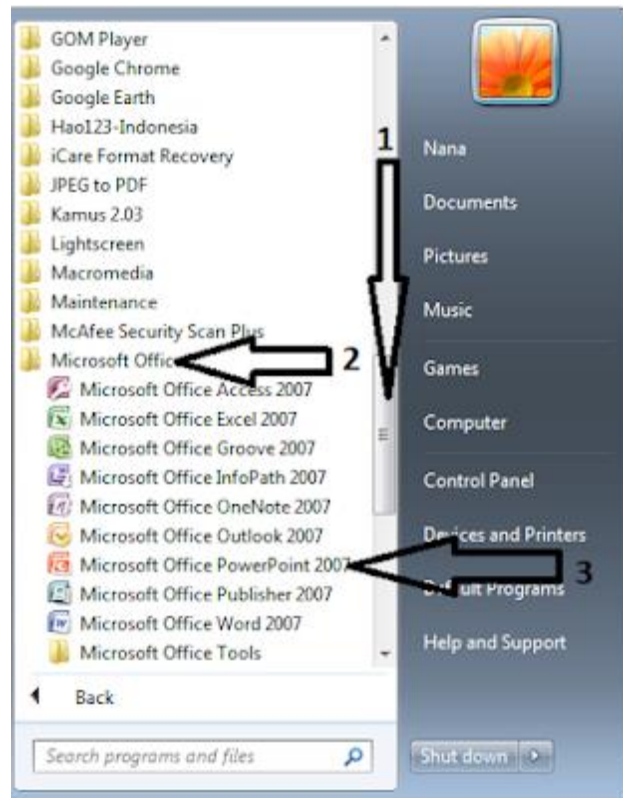 GOM Player
Google Chrome
Google Earth
Hao123-Indonesia
iCare Format Recovery
JPEG to PDF
Kamus 2.03
Lightscreen
Macromedia
Maintenance
McAfee Security Scan Plus
Microsoft Offic
Microsoft Office Access 2007
Microsoft Office Excel 2007
Microsoft Office Groove 2007
Microsoft Office InfoPath 2007
Microsoft Office OneNote 2007
Microsoft Office Outlook 2007
Microsoft Office PowerPoint 2007
Microsoft Office Publisher 2007
Microsoft Office Word 2007
Microsoft Office Tools
Back
Search programs and files
1
2
3
Nana
Documents
Pictures
Music
Games
Computer
Control Panel
Devices and Printers
Default Programs
Help and Support
Shut down